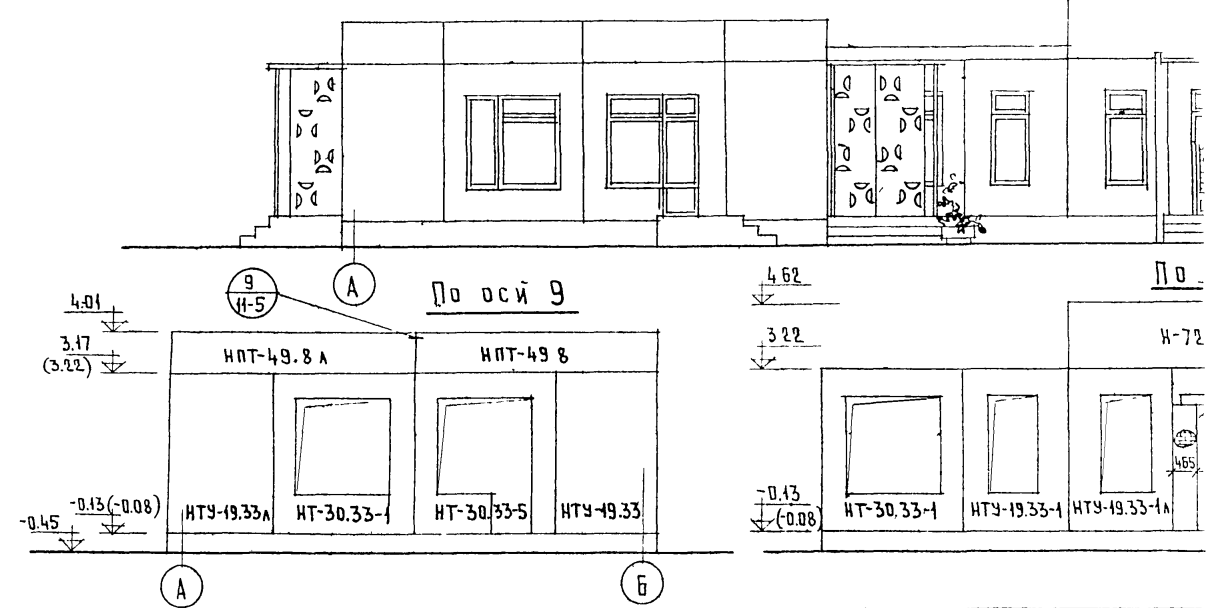 А
9
11-5
По оси 9
4.62
По
4.01
3.17
(3.22)
НПТ-49.8 л
НПТ-49 8
3 22
Н-72
465
-0.13(-0.08)
-0.45
НТУ-19.33л
НТ-30.33-1
НТ-30.33-5
НТУ-19.33
-0.13
(-0.08)
НТ-30.33-1
НТУ-19.33-1
НТУ-19.33-1л
А
Б